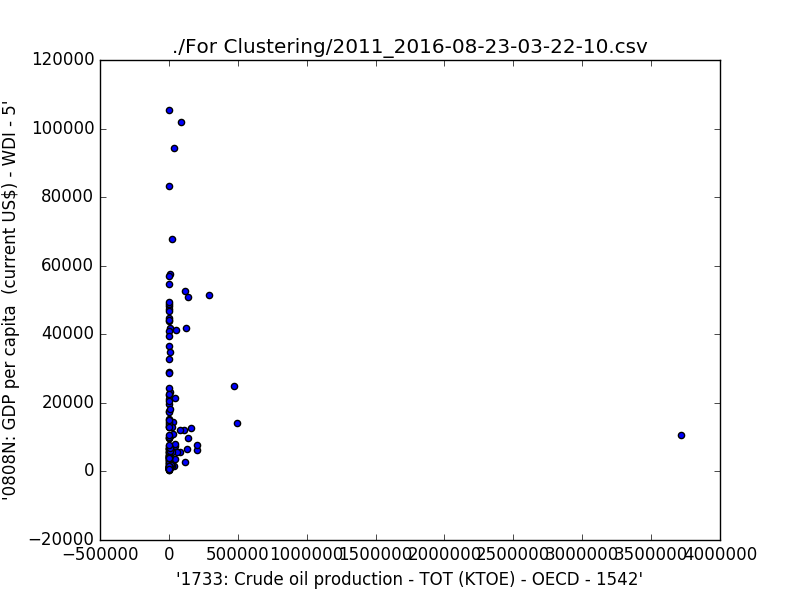 ./For Clustering/2011_2016-08-23-03-22-10.csv
120000
100000
80000
60000
40000
20000
0
−20000
'0808N: GDP per capita  (current US$) - WDI - 5'
−500000 0 500000 1000000 1500000 2000000 2500000 3000000 3500000 4000000
'1733: Crude oil production - TOT (KTOE) - OECD - 1542'